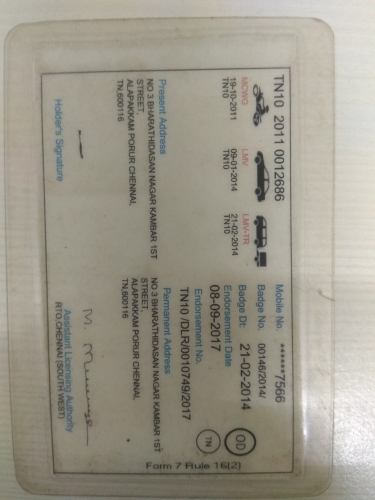 TN10 2011 0012686
MCWG
19-10-2011
TN10
LMV
09-01-2014
TN10
LMV-TR
21-02-2014
TN10
Mobile No. ******7566
Badge No. 00146/2014/
Badge Dt: 21-02-2014
Endorsement Date
08-09-2017
Endorsement No.
TN10 /DLR/0010749/2017
OD
TN
Present Address
NO 3 BHARATHIDASAN NAGAR KAMBAR 1ST
STREET,
ALAPAKKAM PORUR CHENNAI,
TN,600116
Permanent Address
NO 3 BHARATHIDASAN NAGAR KAMBAR 1ST
STREET,
ALAPAKKAM PORUR CHENNAI,
TN,600116
Holder's Signature
Assistant Licensing Authority
RTO,CHENNAI (SOUTH WEST)
Form 7 Rule 16(2)